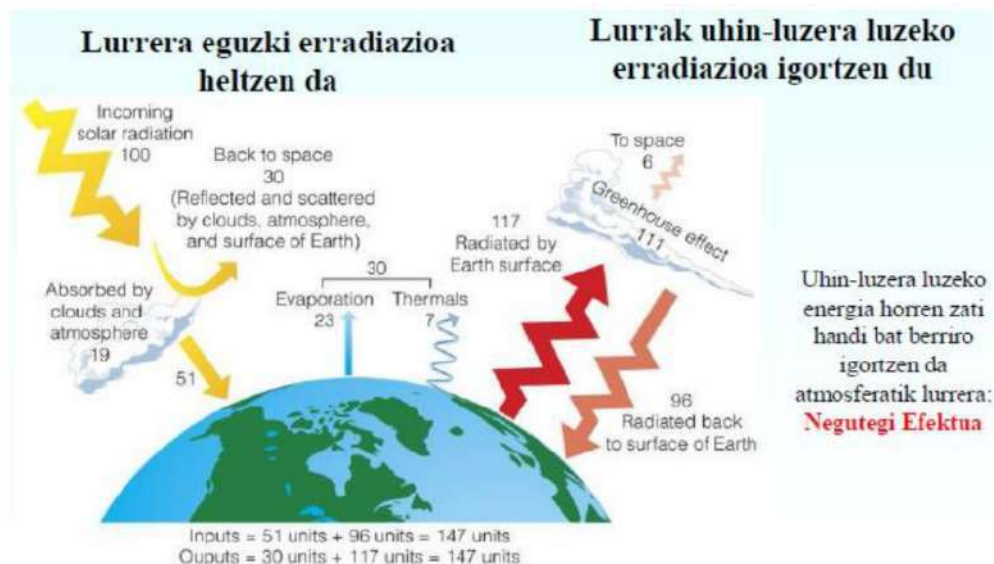 Lurrera eguzki erradiazioa
heltzen da
Lurrak uhin-luzera luzeko
erradiazioa igortzen du
Incoming
solar radiation
100
Back to space
30
(Reflected and scattered
by clouds, atmosphere,
and surface of Earth)
Absorbed by
clouds and
atmosphere
19
51
30
Evaporation
23
Thermals
7
117
Radiated by
Earth surface
To space
6
Greenhouse effect
111
96
Radiated back
to surface of Earth
Uhin-luzera luzeko
energia horren zati
handi bat berriro
igortzen da
atmosferatik lurrera:
Negutegi Efektua
Inputs = 51 units + 96 units = 147 units
Ouputs = 30 units + 117 units = 147 units